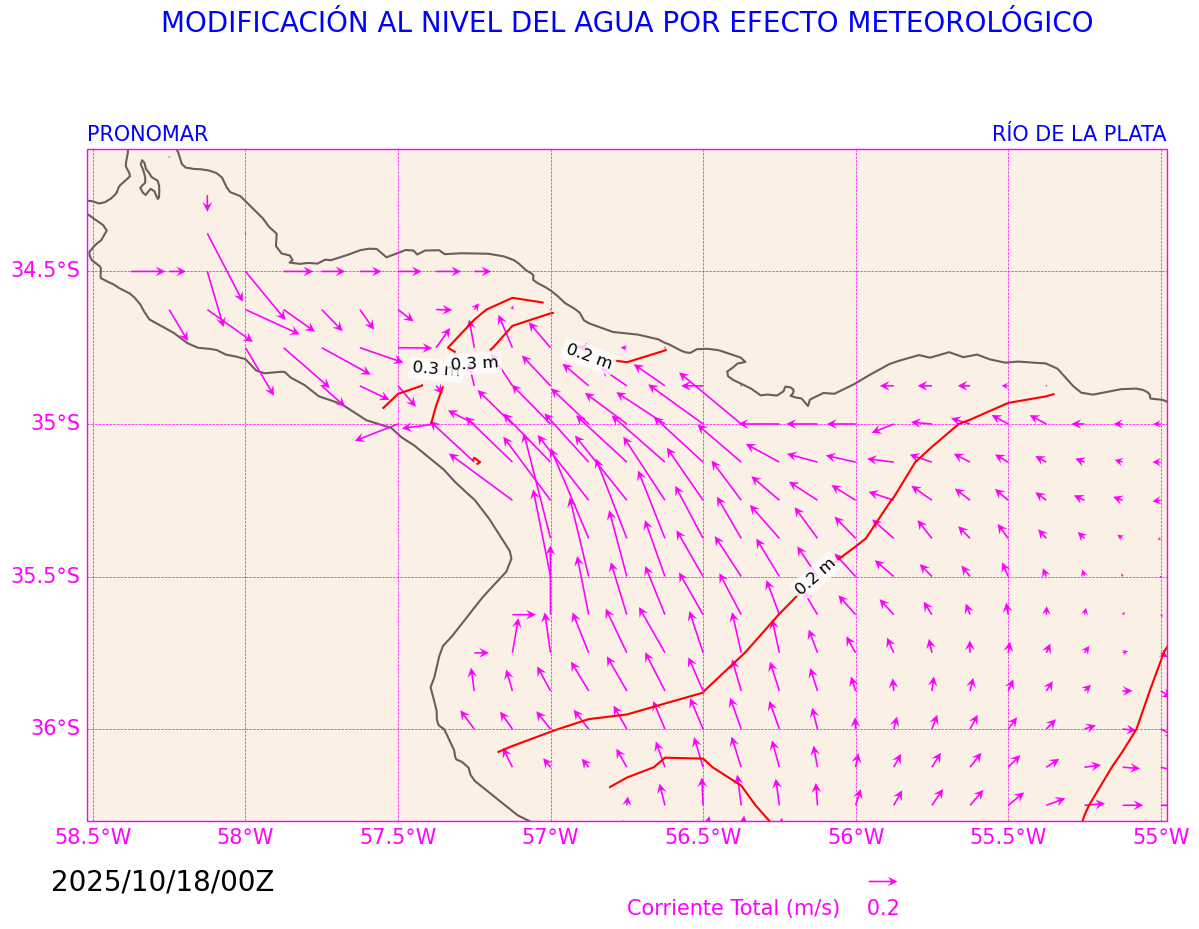 MODIFICACIÓN AL NIVEL DEL AGUA POR EFECTO METEOROLÓGICO
PRONOMAR
RÍO DE LA PLATA
34.5°S
35°S
35.5°S
36°S
0.3 m
0.3 m
0.2 m
0.2 m
58.5°W
58°W
57.5°W
57°W
56.5°W
56°W
55.5°W
55°W
2025/10/18/00Z
Corriente Total (m/s) 0.2